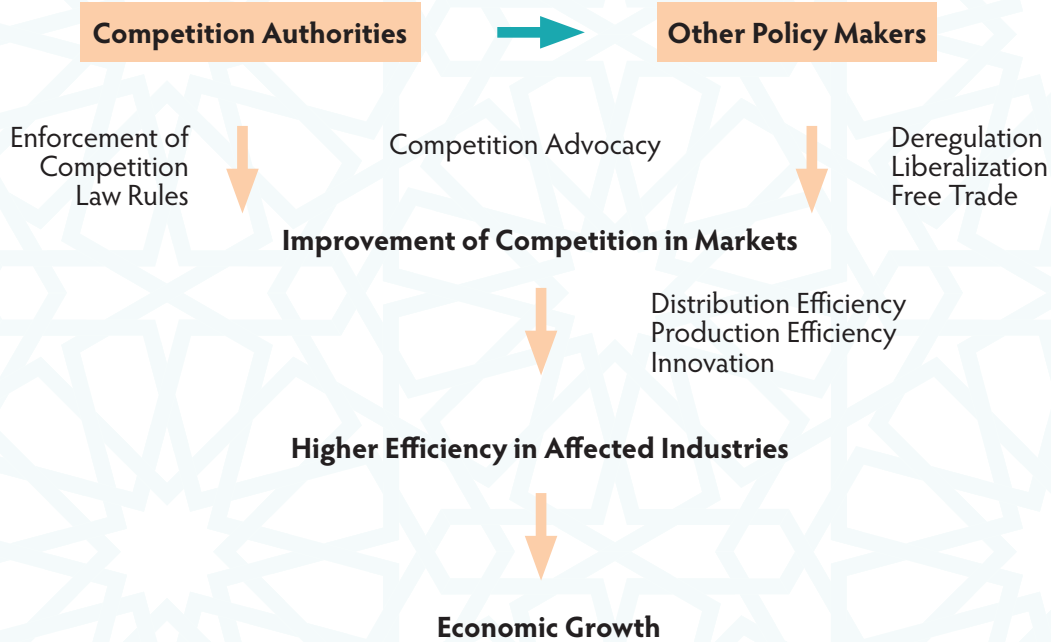 Competition Authorities
Other Policy Makers
Enforcement of
Competition
Law Rules
Competition Advocacy
Deregulation
Liberalization
Free Trade
Improvement of Competition in Markets
Distribution Efficiency
Production Efficiency
Innovation
Higher Efficiency in Affected Industries
Economic Growth